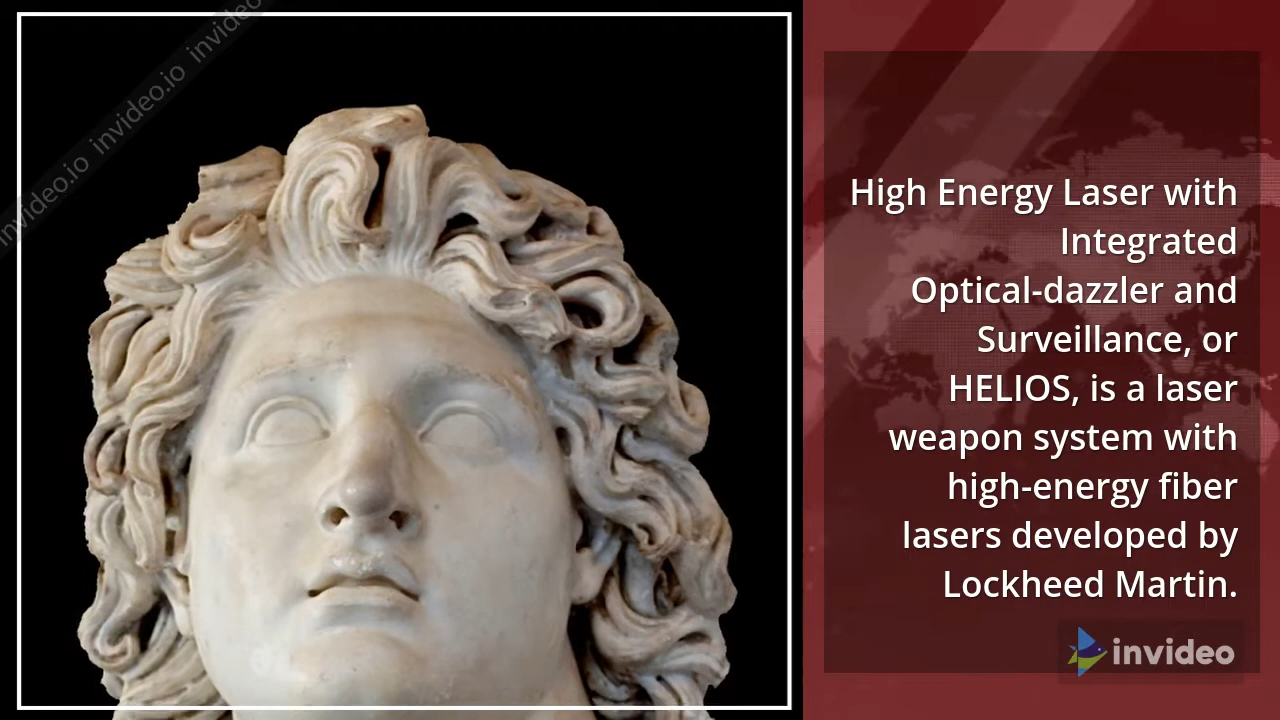 invideo.io invideo.io invideo
High Energy Laser with
Integrated
Optical-dazzler and
Surveillance, or
HELIOS, is a laser
weapon system with
high-energy fiber
lasers developed by
Lockheed Martin.
invideo